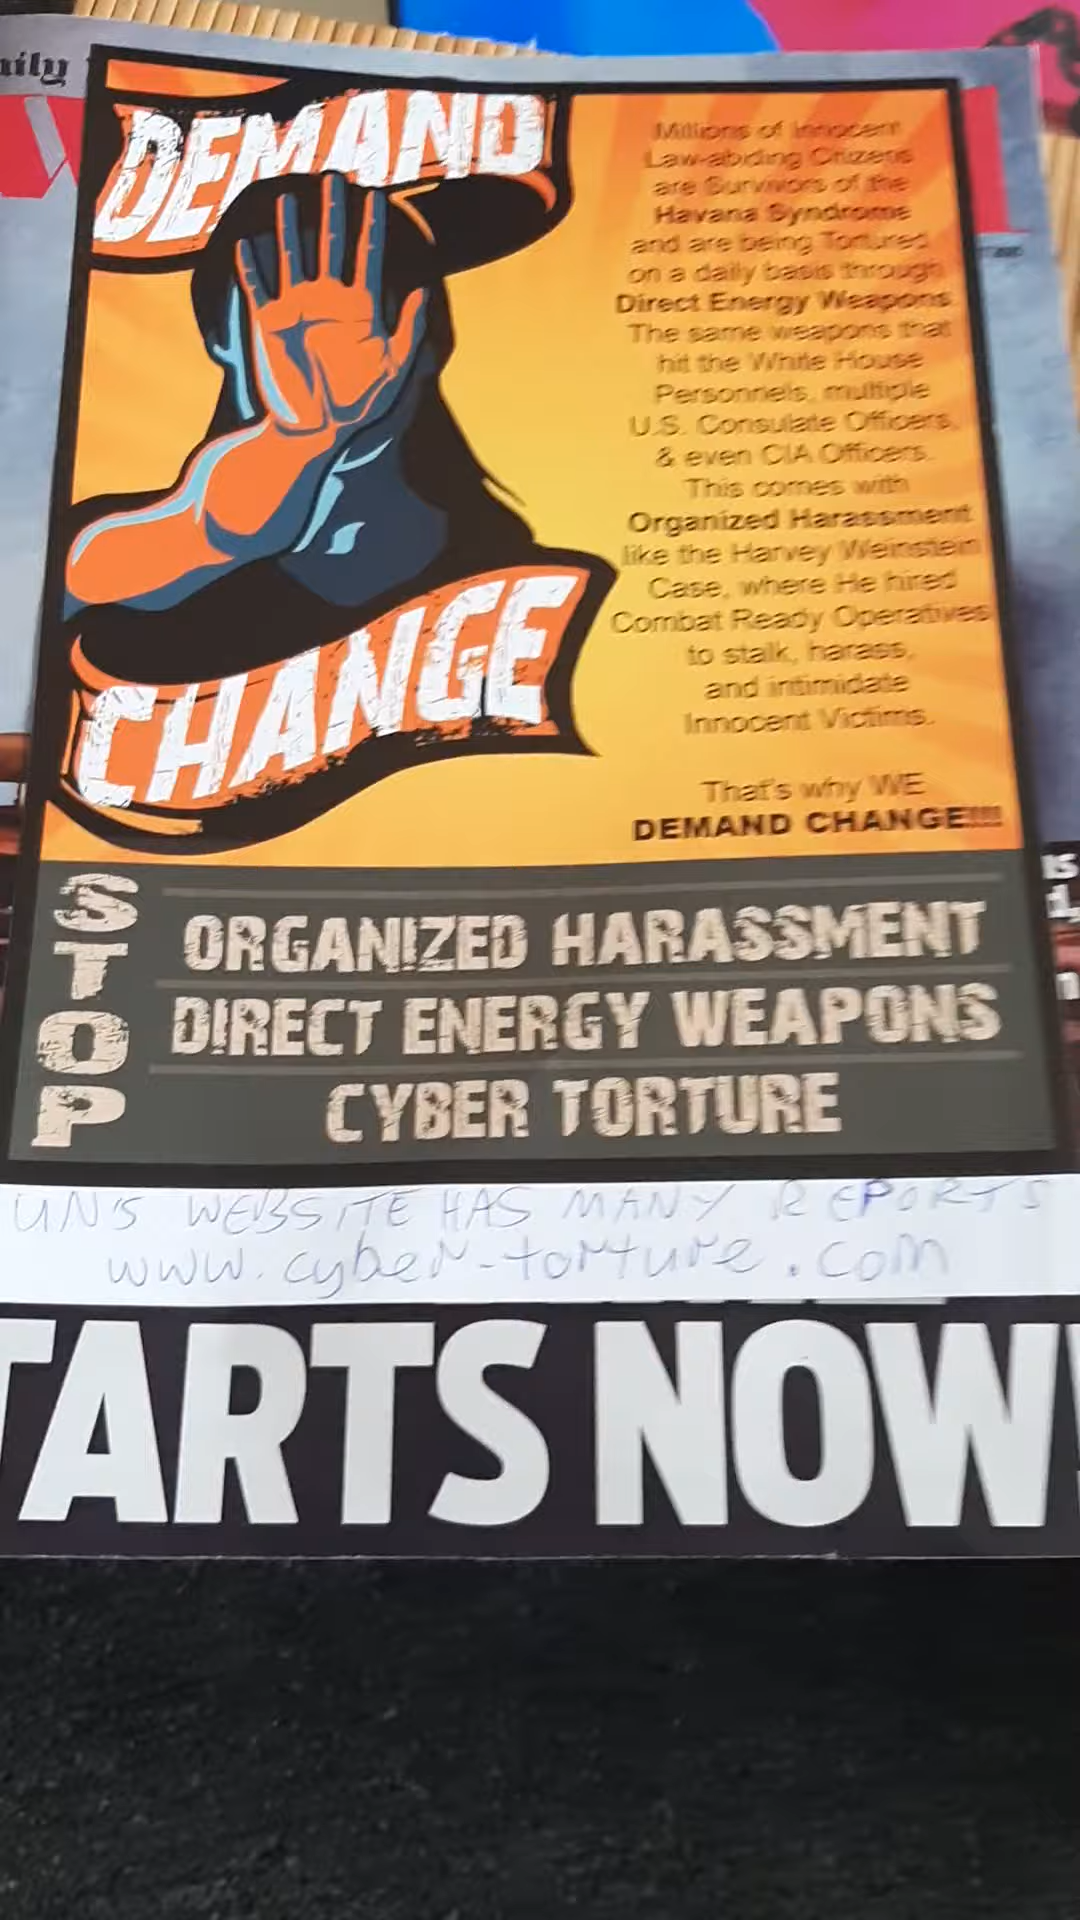 DEMAND
CHANGE
Millions of Innocent
Law-abiding Citizens
are Survivors of the
Havana Syndrome
and are being Tortured
on a daily basis through
Direct Energy Weapons
The same weapons that
hit the White House
Personnels, multiple
U.S. Consulate Officers,
& even CIA Officers.
This comes with
Organized Harassment
like the Harvey Weinstein
Case, where He hired
Combat Ready Operatives
to stalk, harass,
and intimidate
Innocent Victims.
That's why WE
DEMAND CHANGE!!!!
STOP
ORGANIZED HARASSMENT
DIRECT ENERGY WEAPONS
CYBER TORTURE
UN'S WEBSITE HAS MANY REPORTS
www.cyber-torture.com
TARTS NOW!